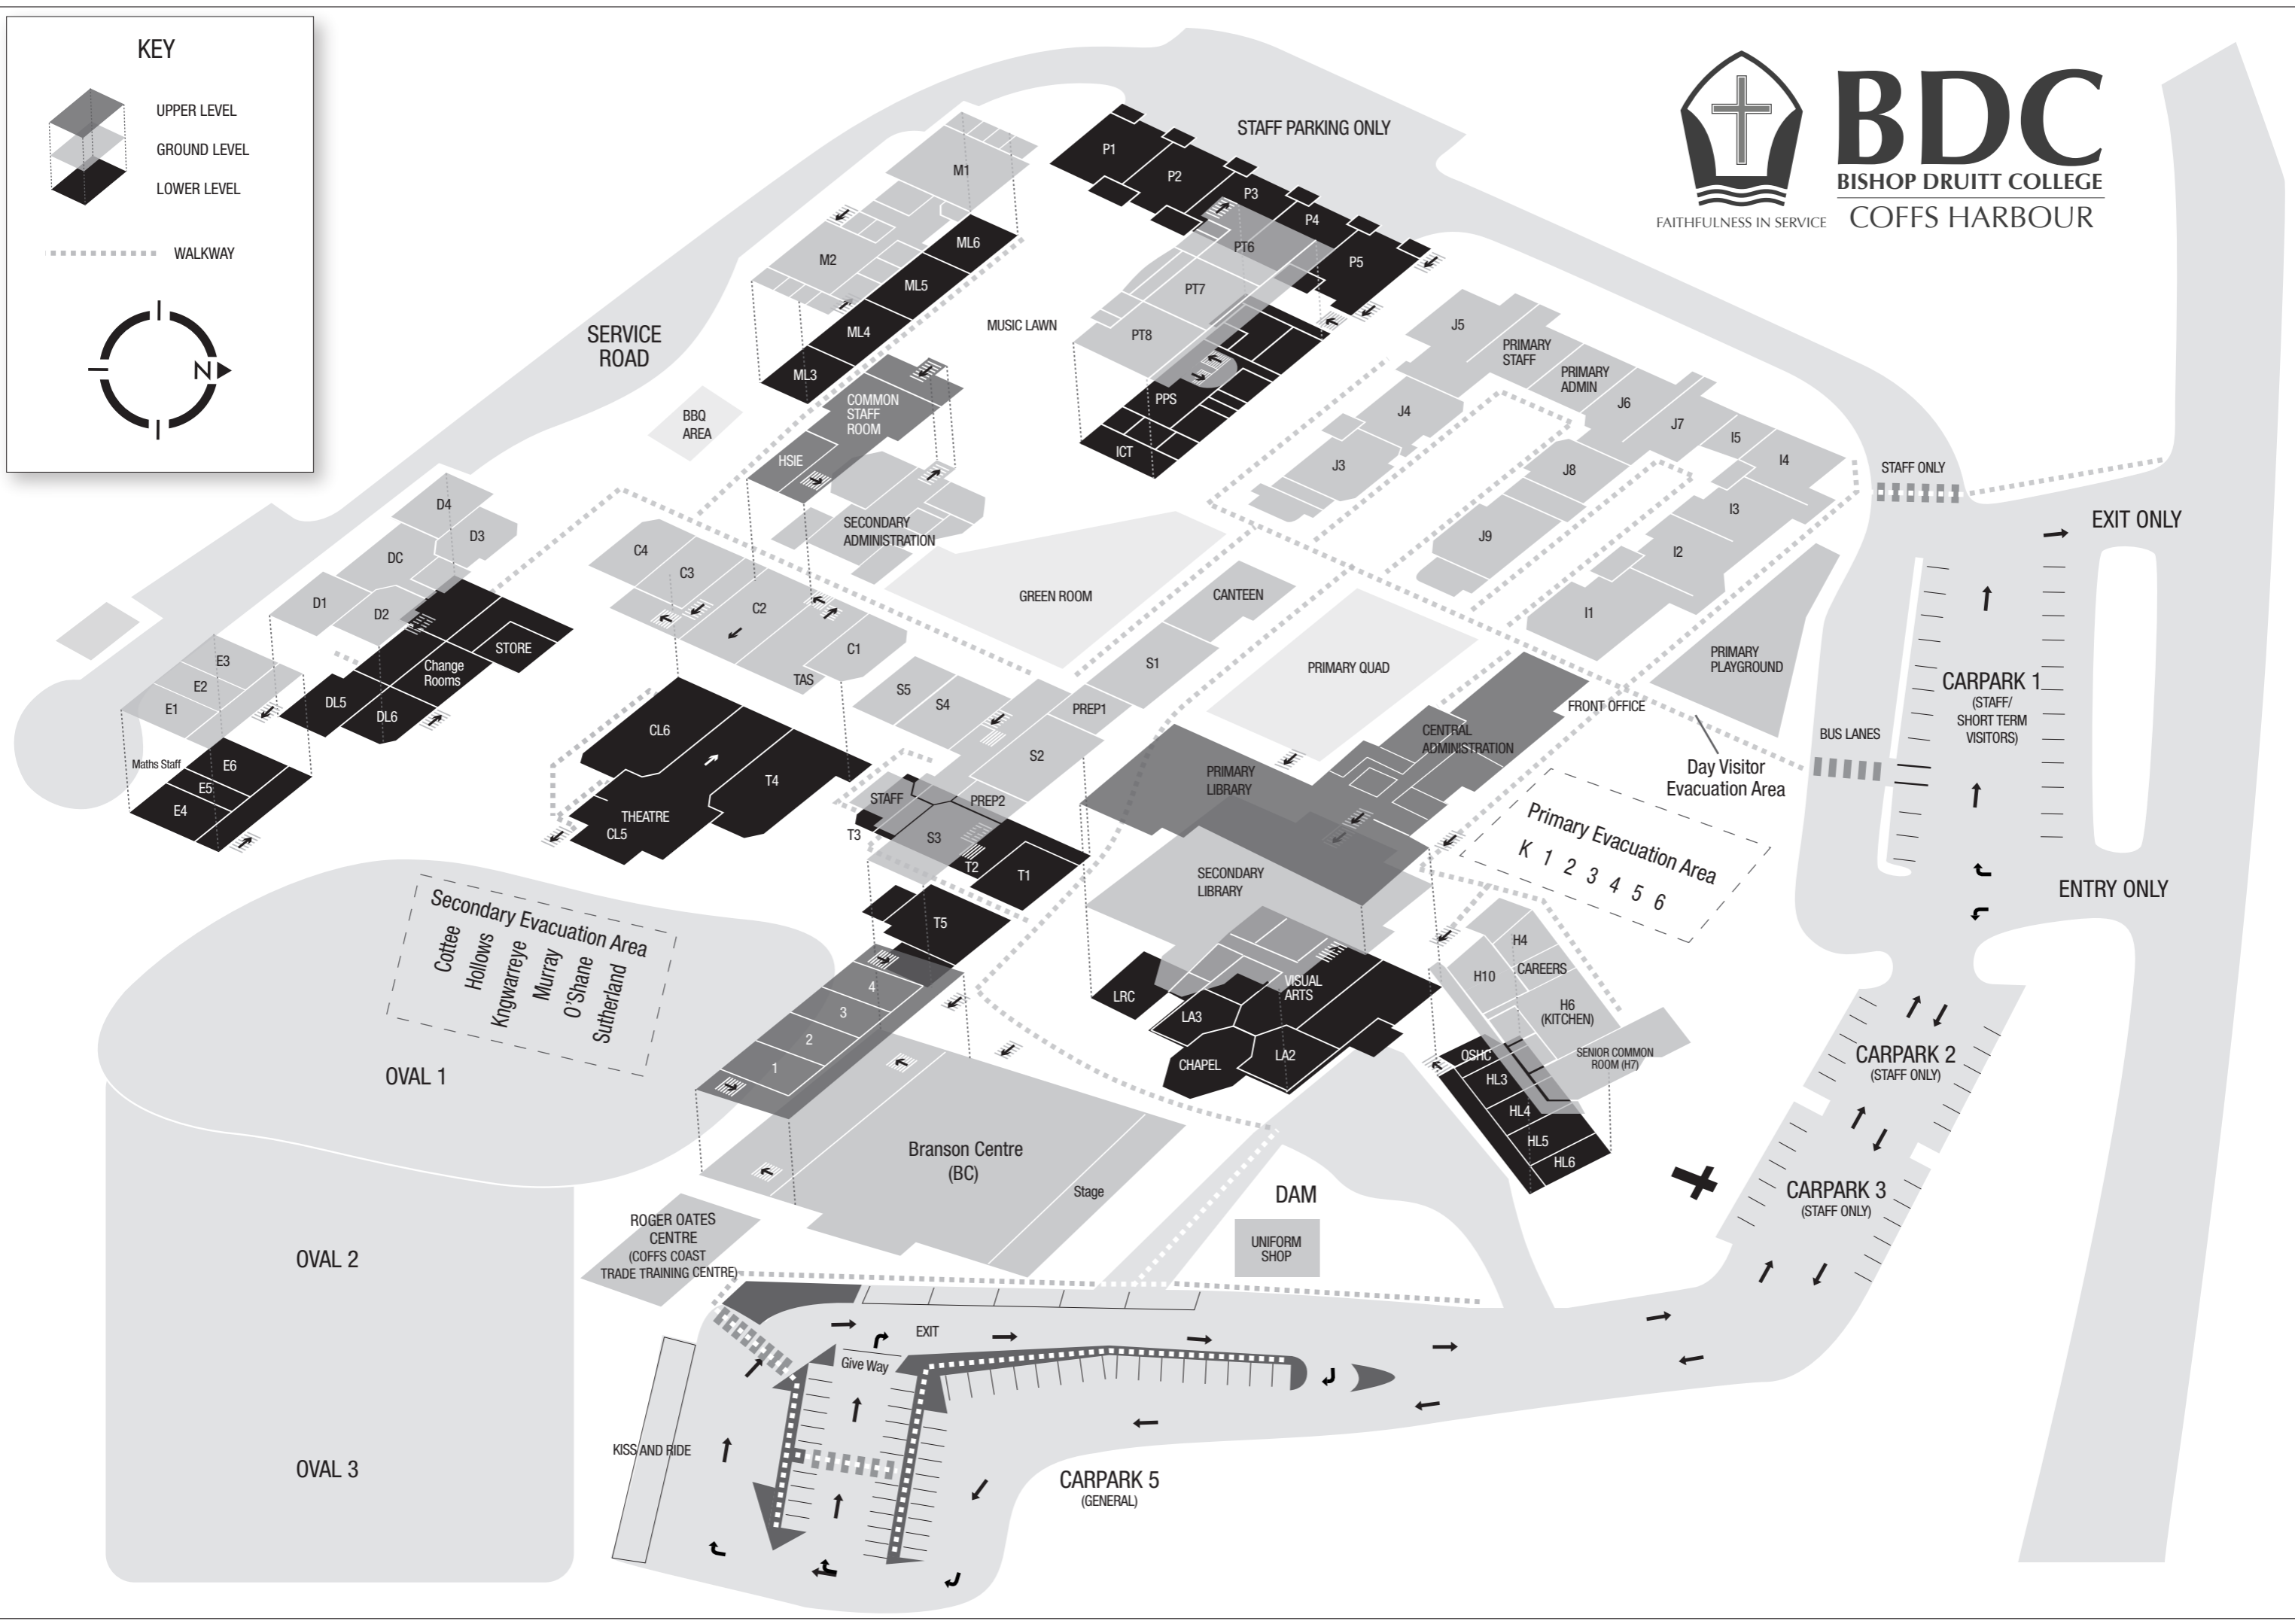 KEY
UPPER LEVEL
GROUND LEVEL
LOWER LEVEL
WALKWAY
N
BDC
BISHOP DRUITT COLLEGE
COFFS HARBOUR
FAITHFULNESS IN SERVICE
STAFF PARKING ONLY
P1
P2
P3
P4
P5
M1
M2
ML6
ML5
ML4
ML3
PT6
PT7
PT8
PPS
ICT
MUSIC LAWN
SERVICE
ROAD
BBQ
AREA
COMMON
STAFF
ROOM
HSIE
SECONDARY
ADMINISTRATION
J5
PRIMARY
STAFF
PRIMARY
ADMIN
J6
J7
I5
I4
J4
J3
J8
J9
I3
I2
I1
STAFF ONLY
EXIT ONLY
D4
D3
DC
D1
D2
STORE
Change
Rooms
DL5
DL6
E3
E2
E1
Maths Staff
E6
E5
E4
C4
C3
C2
C1
TAS
GREEN ROOM
CANTEEN
S1
PREP1
S5
S4
S2
PRIMARY QUAD
PRIMARY
PLAYGROUND
CARPARK 1
(STAFF/
SHORT TERM
VISITORS)
BUS LANES
FRONT OFFICE
Day Visitor
Evacuation Area
CENTRAL
ADMINISTRATION
PRIMARY
LIBRARY
SECONDARY
LIBRARY
CL6
T4
THEATRE
CL5
STAFF
PREP2
T3
S3
T2
T1
T5
Primary Evacuation Area
K 1 2 3 4 5 6
ENTRY ONLY
Secondary Evacuation Area
Cottee
Hollows
Kngwarreye
Murray
O'Shane
Sutherland
4
3
2
1
LRC
LA3
VISUAL
ARTS
CHAPEL
LA2
H4
CAREERS
H10
H6
(KITCHEN)
SENIOR COMMON
ROOM (H7)
OSHC
HL3
HL4
HL5
HL6
CARPARK 2
(STAFF ONLY)
CARPARK 3
(STAFF ONLY)
OVAL 1
OVAL 2
OVAL 3
Branson Centre
(BC)
Stage
DAM
UNIFORM
SHOP
ROGER OATES
CENTRE
(COFFS COAST
TRADE TRAINING CENTRE)
EXIT
Give Way
KISS AND RIDE
CARPARK 5
(GENERAL)